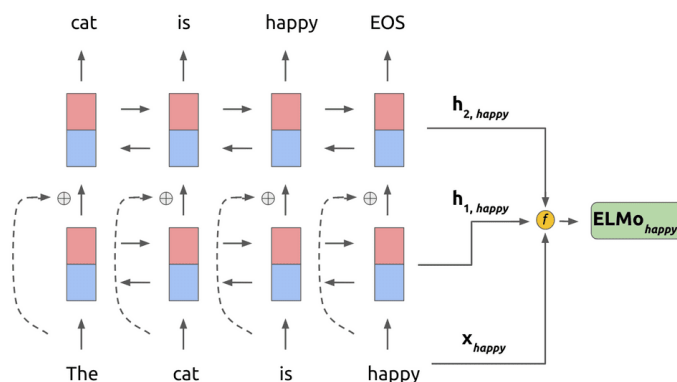 cat is happy EOS
h2, happy
h1, happy
f
ELMohappy
xhappy
The cat is happy